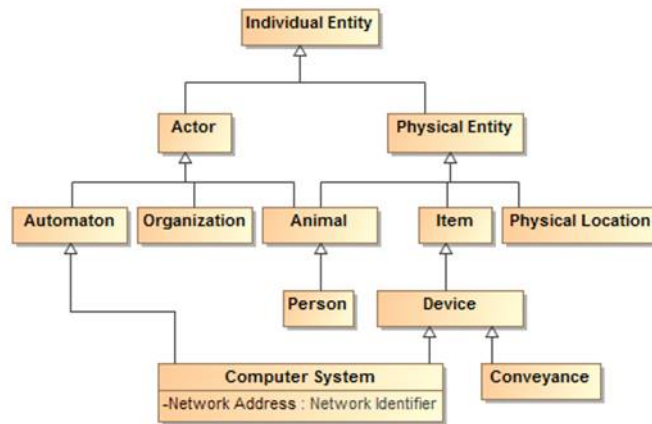 Individual Entity
Actor
Physical Entity
Automaton
Organization
Animal
Item
Physical Location
Person
Device
Computer System
-Network Address : Network Identifier
Conveyance